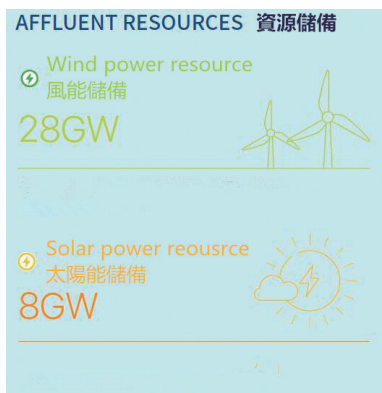 AFFLUENT RESOURCES 資源儲備
Wind power resource
風能儲備
28GW
Solar power reousrce
太陽能儲備
8GW